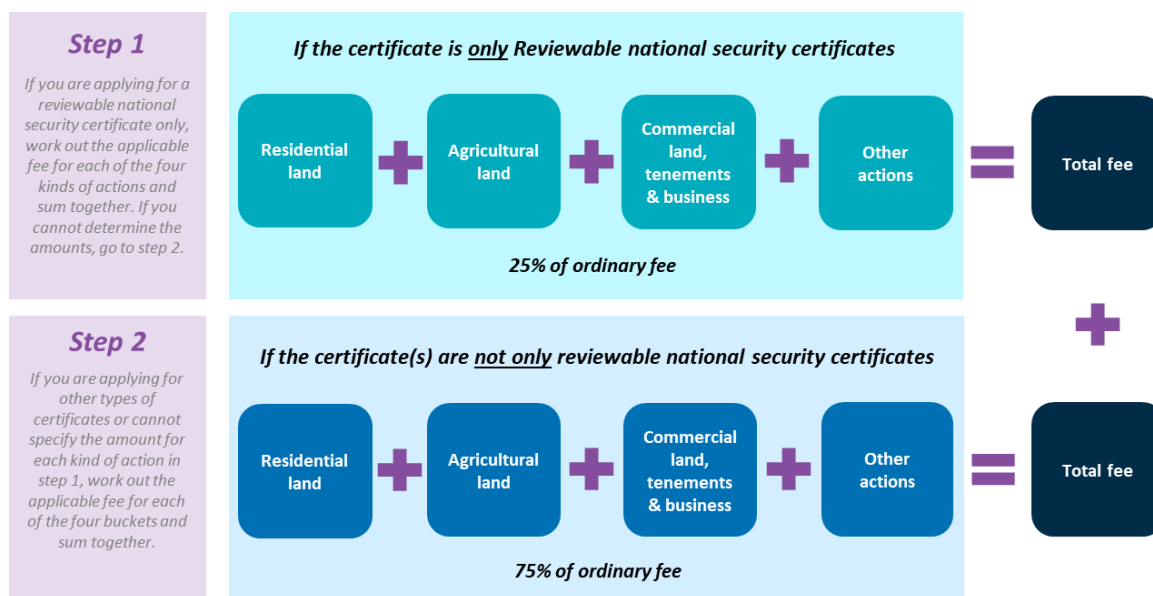 Step 1
If you are applying for a
reviewable national
security certificate only,
work out the applicable
fee for each of the four
kinds of actions and
sum together. If you
cannot determine the
amounts, go to step 2.
If the certificate is only Reviewable national security certificates
Residential
land
Agricultural
land
Commercial
land,
tenements
& business
Other
actions
Total fee
25% of ordinary fee
Step 2
If you are applying for
other types of
certificates or cannot
specify the amount for
each kind of action in
step 1, work out the
applicable fee for each
of the four buckets and
sum together.
If the certificate(s) are not only reviewable national security certificates
Residential
land
Agricultural
land
Commercial
land,
tenements
& business
Other
actions
Total fee
75% of ordinary fee